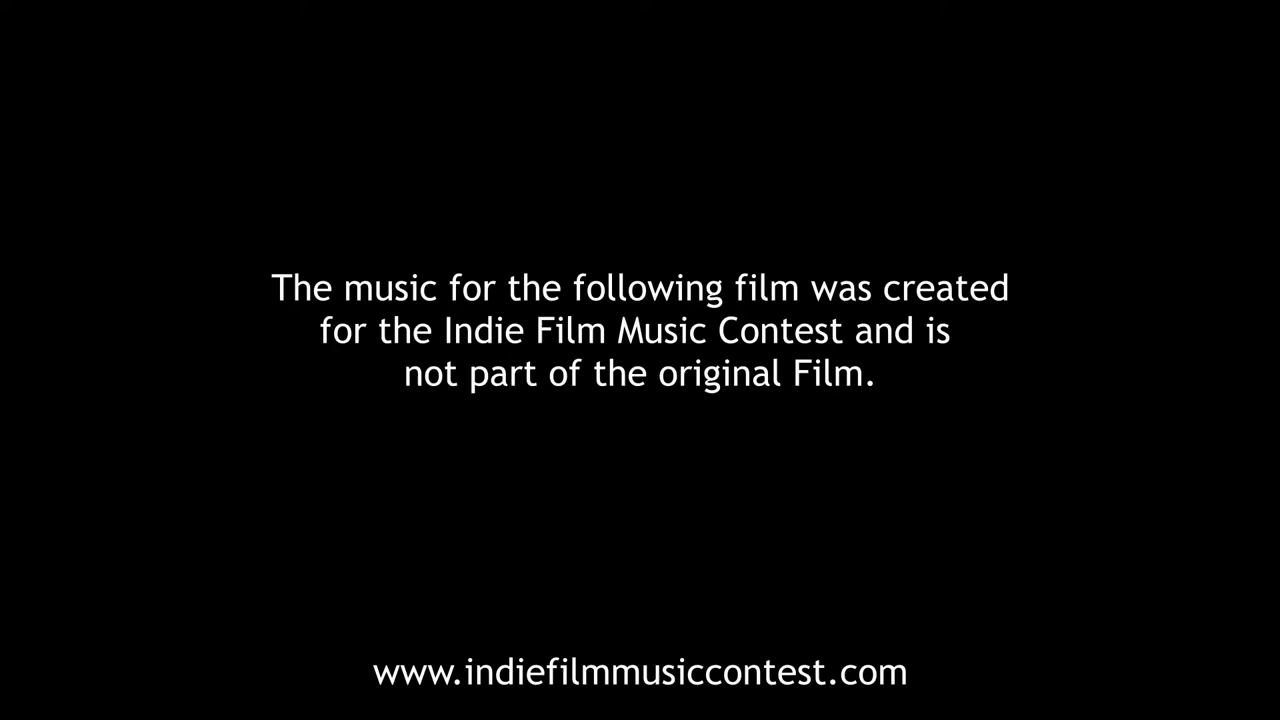 The music for the following film was created
for the Indie Film Music Contest and is
not part of the original Film.
www.indiefilmmusiccontest.com